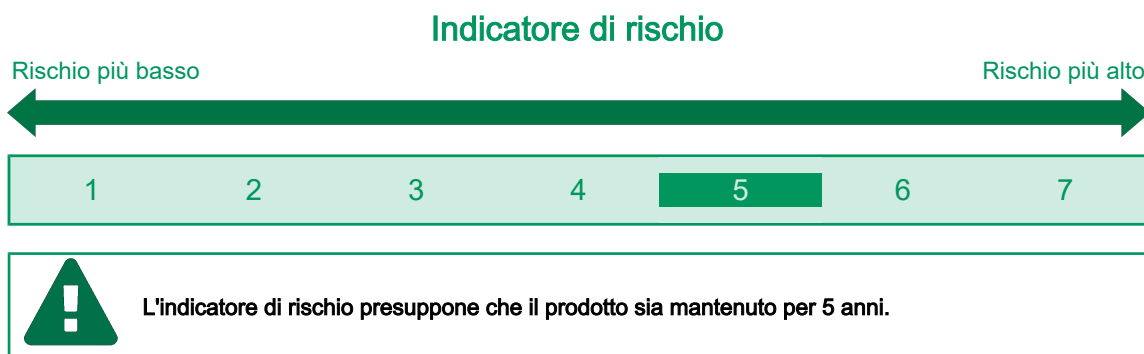 Indicatore di rischio
Rischio più basso Rischio più alto
1 2 3 4 5 6 7
L'indicatore di rischio presuppone che il prodotto sia mantenuto per 5 anni.